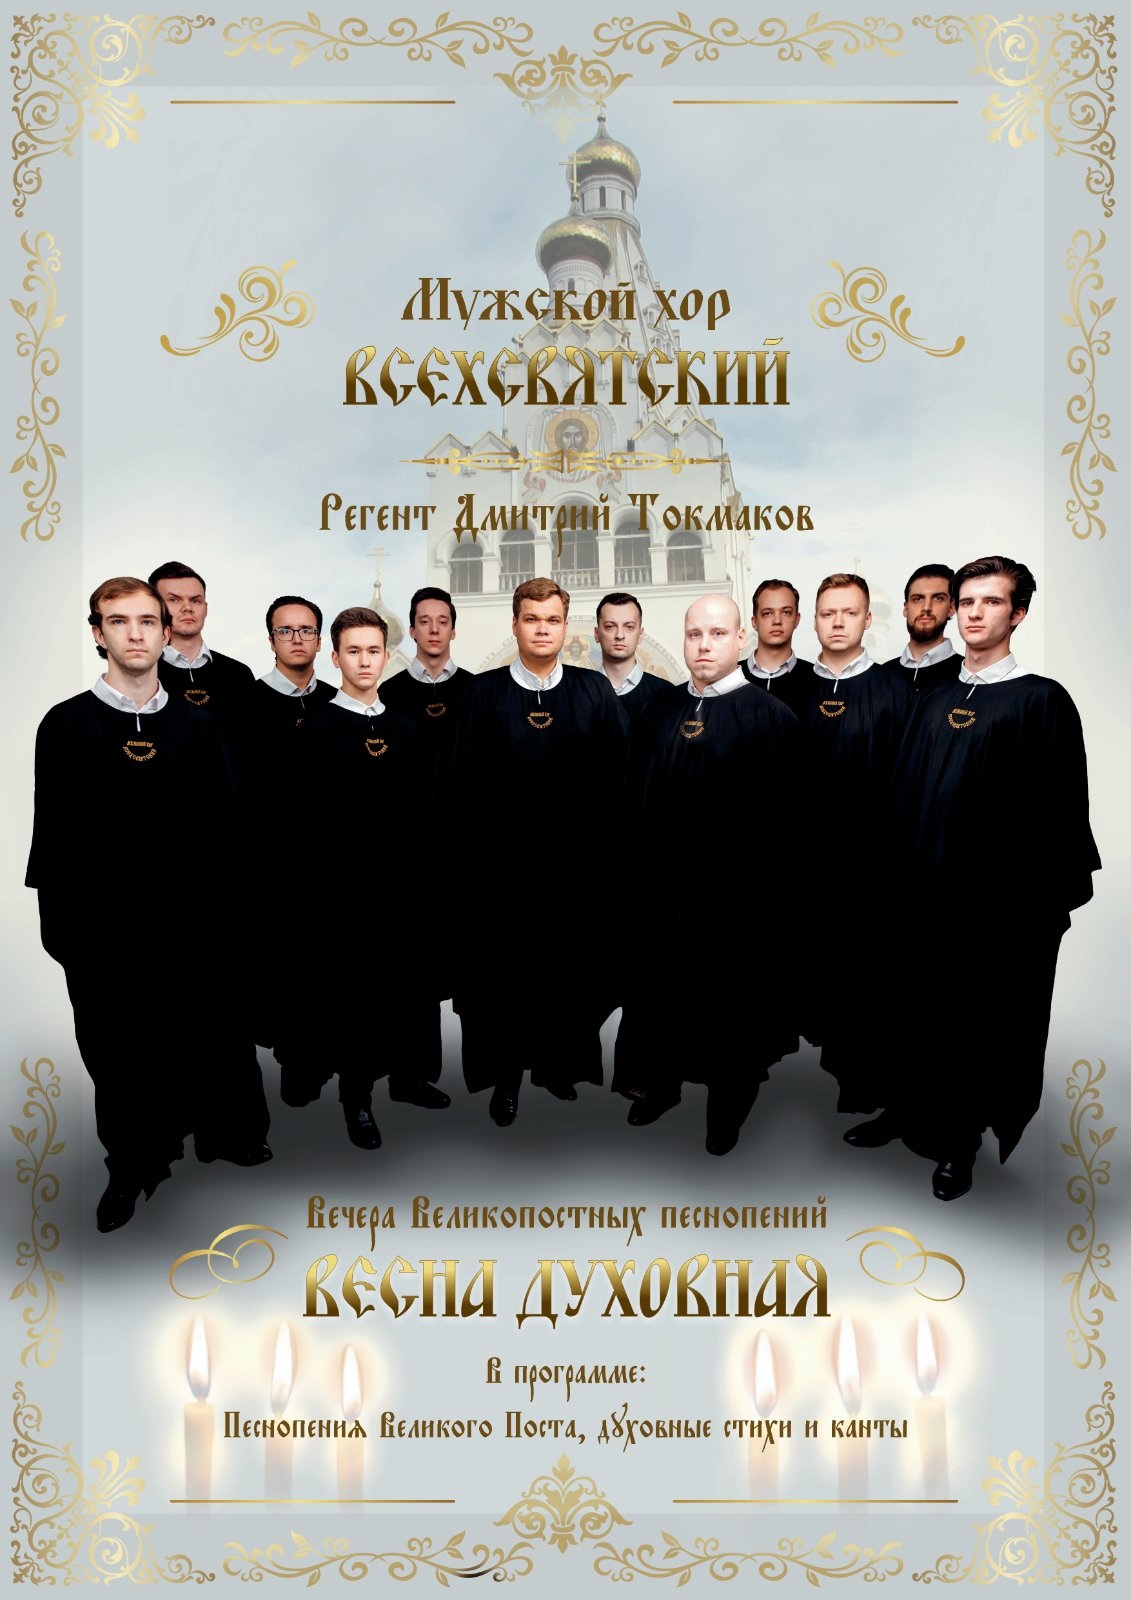 Мужской хор
ВСЕХСВЯТСКИЙ
Регент Дмитрий Токмаков
Вечера Великопостных песнопений
ВЕСНА ДУХОВНАЯ
В программе:
Песнопения Великого Поста, духовные стихи и канты